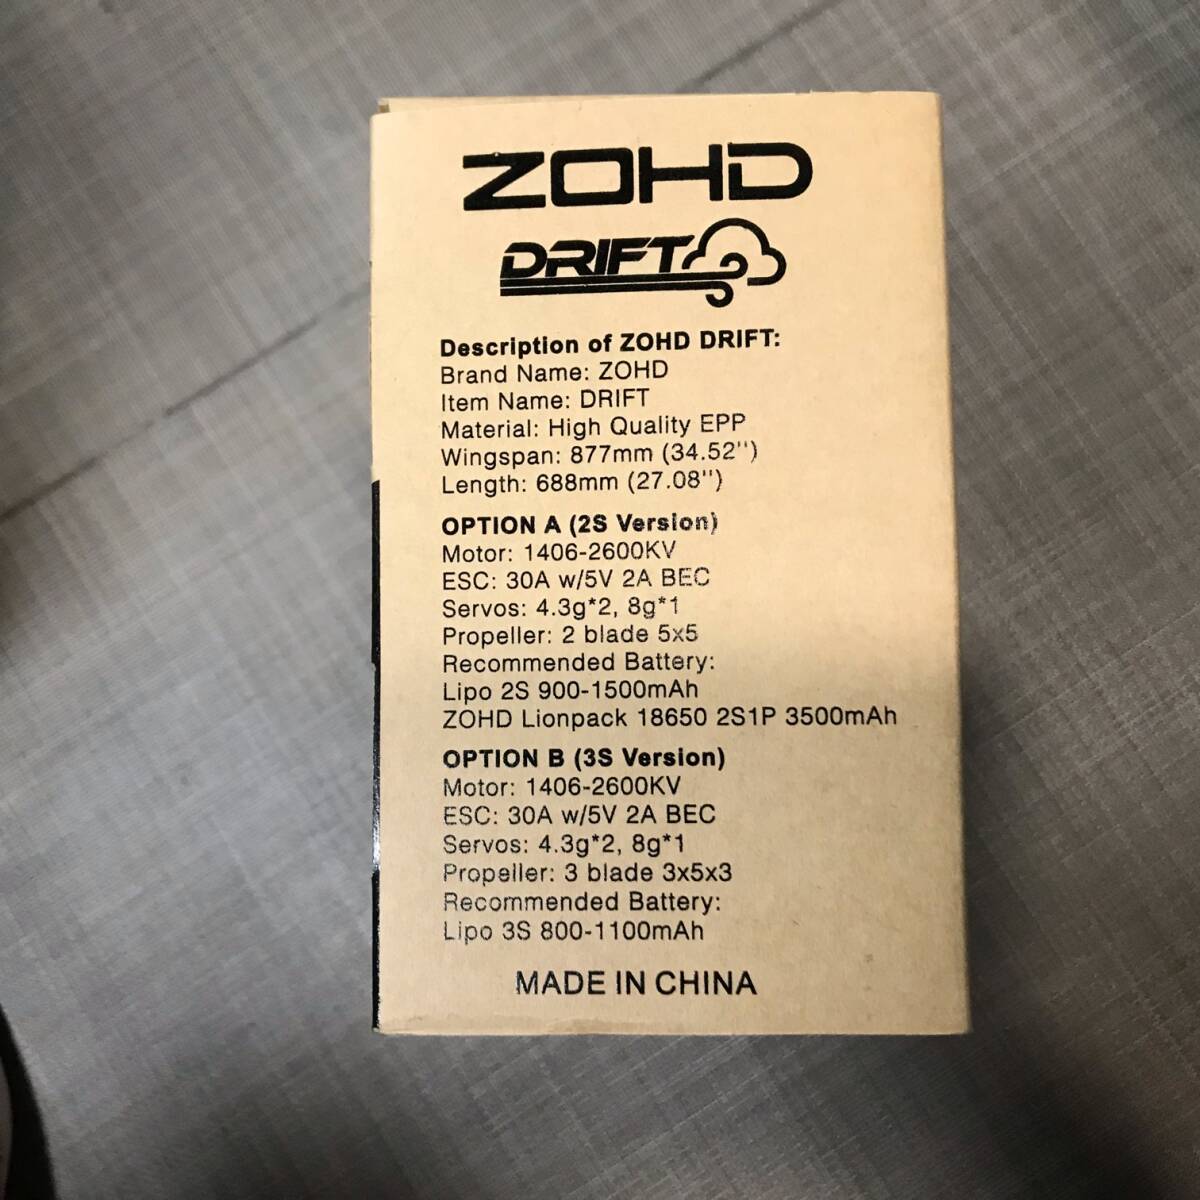 ZOHD
DRIFT
Description of ZOHD DRIFT:
Brand Name: ZOHD
Item Name: DRIFT
Material: High Quality EPP
Wingspan: 877mm (34.52'')
Length: 688mm (27.08'')
OPTION A (2S Version)
Motor: 1406-2600KV
ESC: 30A w/5V 2A BEC
Servos: 4.3g*2, 8g*1
Propeller: 2 blade 5x5
Recommended Battery:
Lipo 2S 900-1500mAh
ZOHD Lionpack 18650 2S1P 3500mAh
OPTION B (3S Version)
Motor: 1406-2600KV
ESC: 30A w/5V 2A BEC
Servos: 4.3g*2, 8g*1
Propeller: 3 blade 3x5x3
Recommended Battery:
Lipo 3S 800-1100mAh
MADE IN CHINA